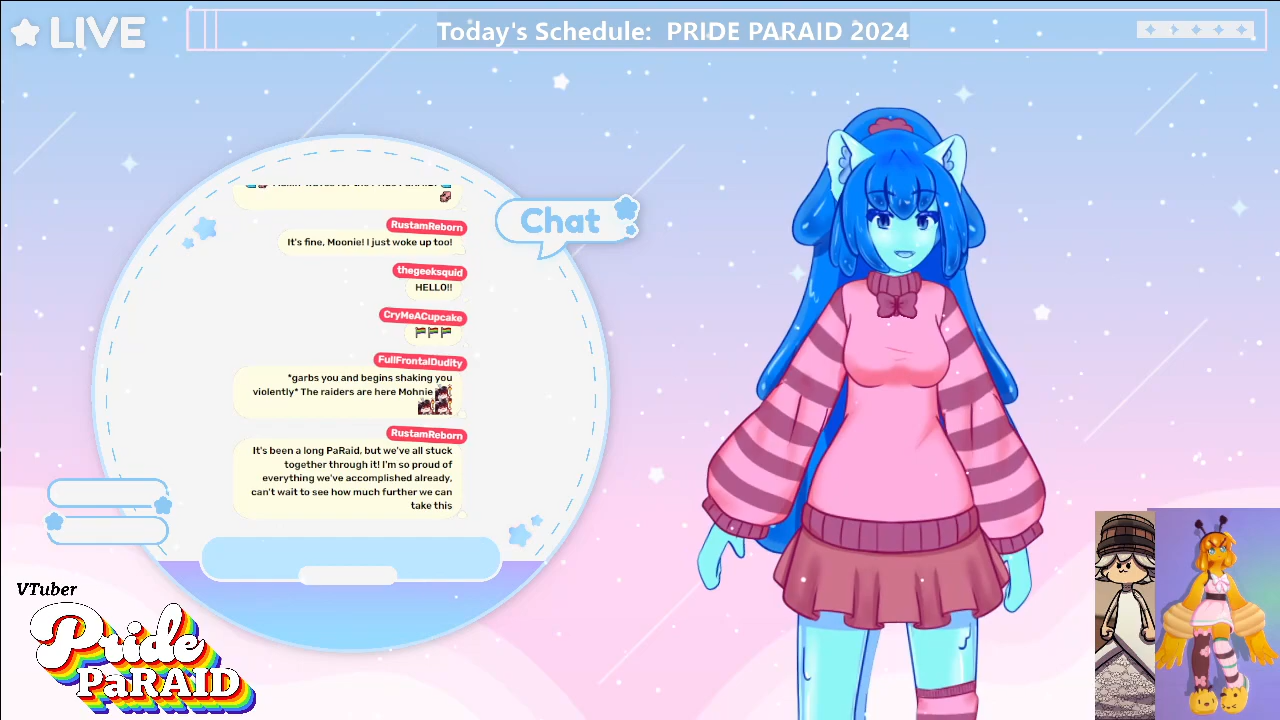 LIVE
Today's Schedule: PRIDE PARAID 2024
Chat
RustamReborn
It's fine, Moonie! I just woke up too!
thegeeksquid
HELLO!!
CryMeACupcake
FullFrontalDudity
*garbs you and begins shaking you
violently* The raiders are here Mohnie
RustamReborn
It's been a long PaRaid, but we've all stuck
together through it! I'm so proud of
everything we've accomplished already,
can't wait to see how much further we can
take this
VTuber
Pride
PaRAID